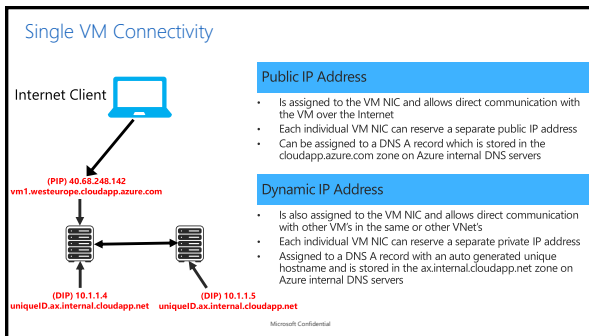 Single VM Connectivity
Internet Client
(PIP) 40.68.248.142
vm1.westeurope.cloudapp.azure.com
(DIP) 10.1.1.4
uniqueID.ax.internal.cloudapp.net
(DIP) 10.1.1.5
uniqueID.ax.internal.cloudapp.net
Public IP Address
• Is assigned to the VM NIC and allows direct communication with
the VM over the Internet
• Each individual VM NIC can reserve a separate public IP address
• Can be assigned to a DNS A record which is stored in the
cloudapp.azure.com zone on Azure internal DNS servers
Dynamic IP Address
• Is also assigned to the VM NIC and allows direct communication
with other VM's in the same or other VNet's
• Each individual VM NIC can reserve a separate private IP address
• Assigned to a DNS A record with an auto generated unique
hostname and is stored in the ax.internal.cloudapp.net zone on
Azure internal DNS servers
Microsoft Confidential